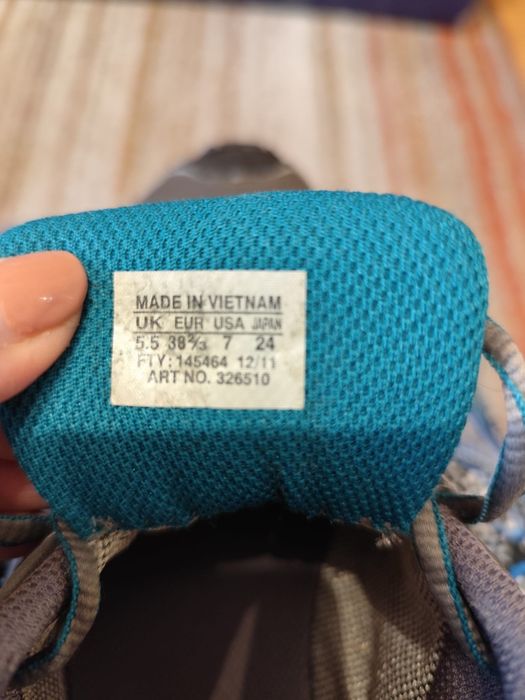 MADE IN VIETNAM
UK EUR USA JAPAN
5.5 38⅔ 7 24
FTY: 145464 12/11
ART NO. 326510